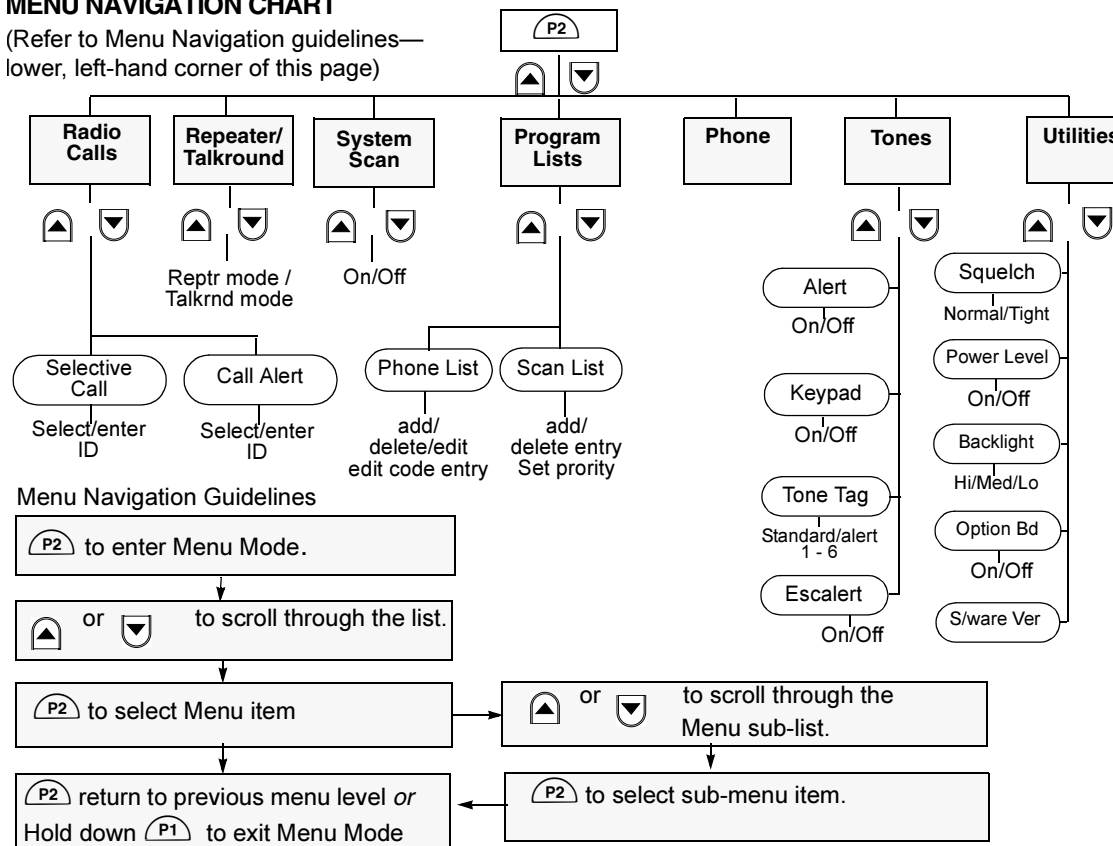 MENU NAVIGATION CHART
(Refer to Menu Navigation guidelines—
lower, left-hand corner of this page)
P2
Radio
Calls
Repeater/
Talkround
System
Scan
Program
Lists
Phone
Tones
Utilities
Reptr mode /
Talkrnd mode
On/Off
Selective
Call
Select/enter
ID
Call Alert
Select/enter
ID
Phone List
add/
delete/edit
edit code entry
Scan List
add/
delete entry
Set prority
Alert
On/Off
Keypad
On/Off
Tone Tag
Standard/alert
1 - 6
Escalert
On/Off
Squelch
Normal/Tight
Power Level
On/Off
Backlight
Hi/Med/Lo
Option Bd
On/Off
S/ware Ver
Menu Navigation Guidelines
P2 to enter Menu Mode.
or to scroll through the list.
P2 to select Menu item
or to scroll through the
Menu sub-list.
P2 to select sub-menu item.
P2 return to previous menu level or
Hold down P1 to exit Menu Mode